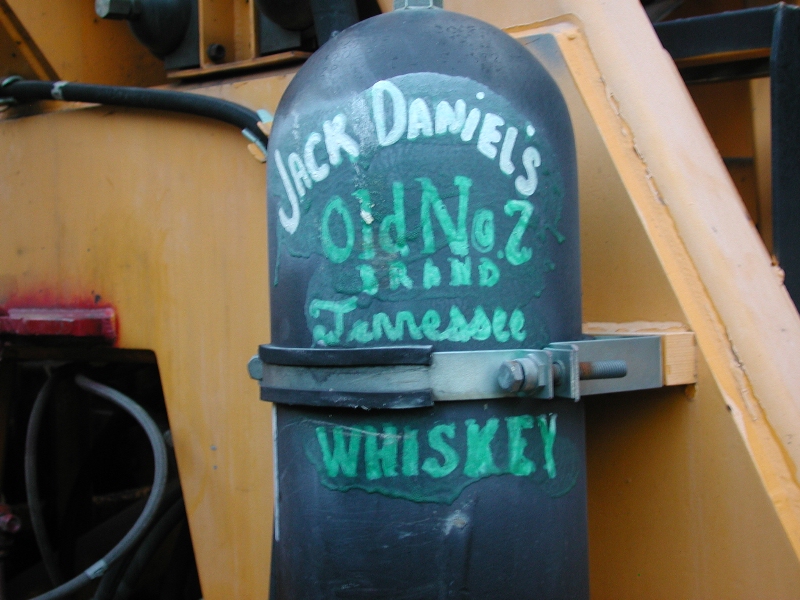 JACK DANiEL's
Old No. 7
BRAND
Tennessee
WHISKEY